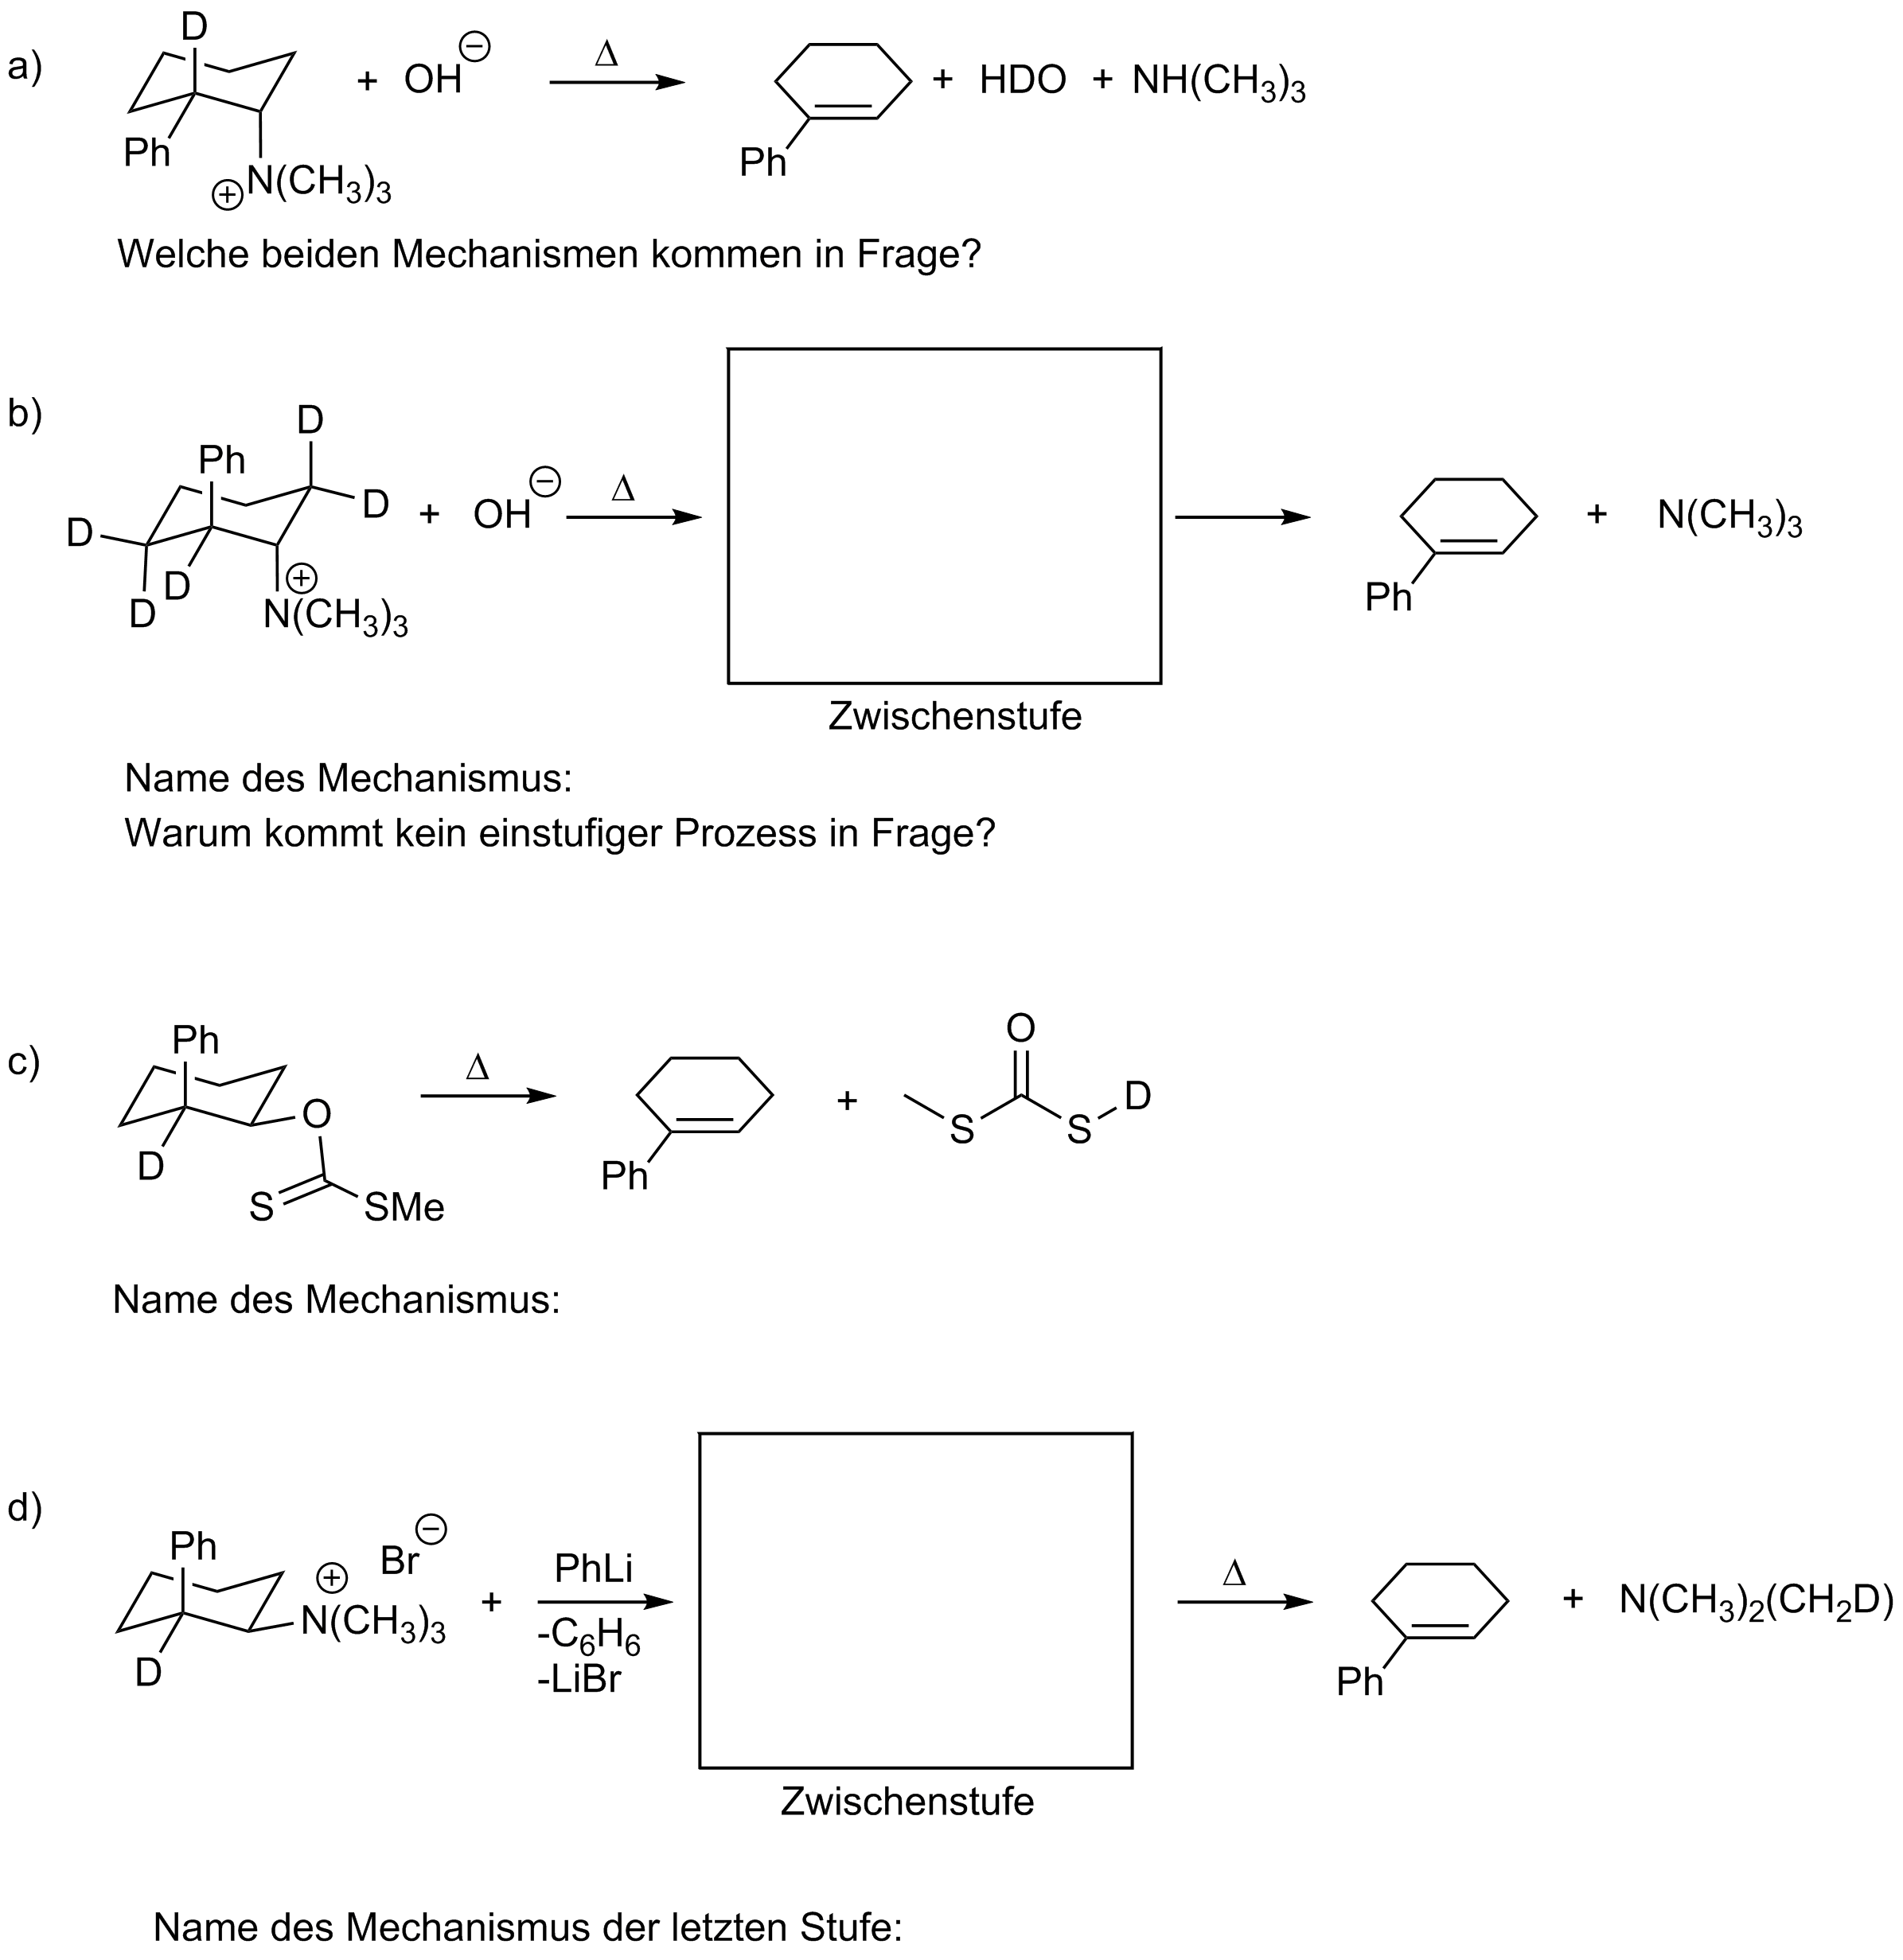 a)
D
Ph
⊕ N(CH3)3
+ OH ⊖
Δ
Ph
+ HDO + NH(CH3)3
Welche beiden Mechanismen kommen in Frage?
b)
D
Ph
D
D
D
D
⊕
N(CH3)3
+ OH ⊖
Δ
Zwischenstufe
Ph
+ N(CH3)3
Name des Mechanismus:
Warum kommt kein einstufiger Prozess in Frage?
c)
Ph
O
D
S
SMe
Δ
Ph
+
O
S
S
D
Name des Mechanismus:
d)
Ph
⊕
Br ⊖
N(CH3)3
D
+
PhLi
-C6H6
-LiBr
Zwischenstufe
Δ
Ph
+ N(CH3)2(CH2D)
Name des Mechanismus der letzten Stufe: